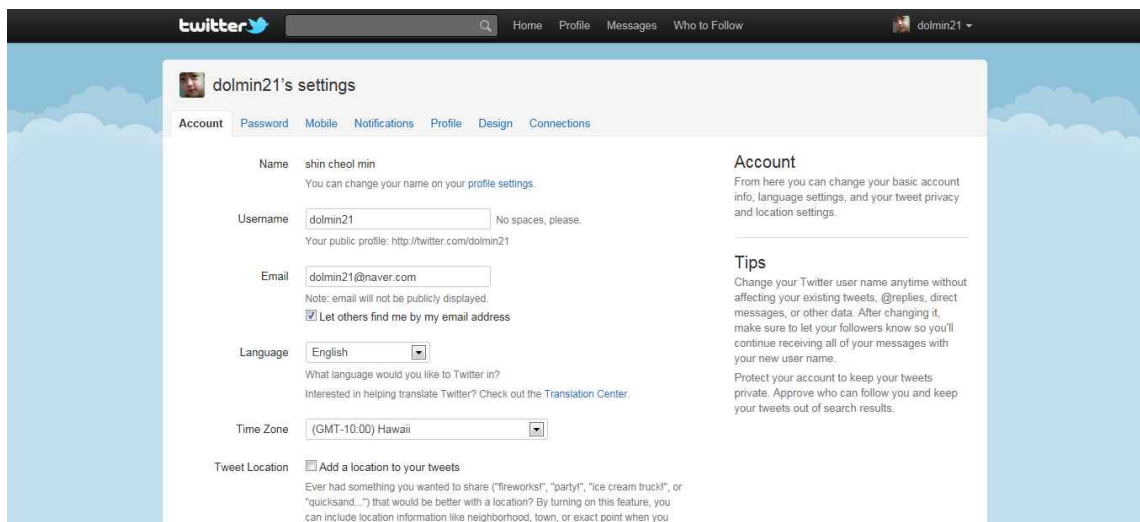 twitter
Home Profile Messages Who to Follow dolmin21
dolmin21's settings
Account Password Mobile Notifications Profile Design Connections
Name shin cheol min
You can change your name on your profile settings.
Username dolmin21 No spaces, please.
Your public profile: http://twitter.com/dolmin21
Email dolmin21@naver.com
Note: email will not be publicly displayed.
Let others find me by my email address
Language English
What language would you like to Twitter in?
Interested in helping translate Twitter? Check out the Translation Center.
Time Zone (GMT-10:00) Hawaii
Tweet Location Add a location to your tweets
Ever had something you wanted to share ("fireworks!", "party!", "ice cream truck!", or
"quicksand...") that would be better with a location? By turning on this feature, you
can include location information like neighborhood, town, or exact point when you
Account
From here you can change your basic account
info, language settings, and your tweet privacy
and location settings.
Tips
Change your Twitter user name anytime without
affecting your existing tweets, @replies, direct
messages, or other data. After changing it,
make sure to let your followers know so you'll
continue receiving all of your messages with
your new user name.
Protect your account to keep your tweets
private. Approve who can follow you and keep
your tweets out of search results.